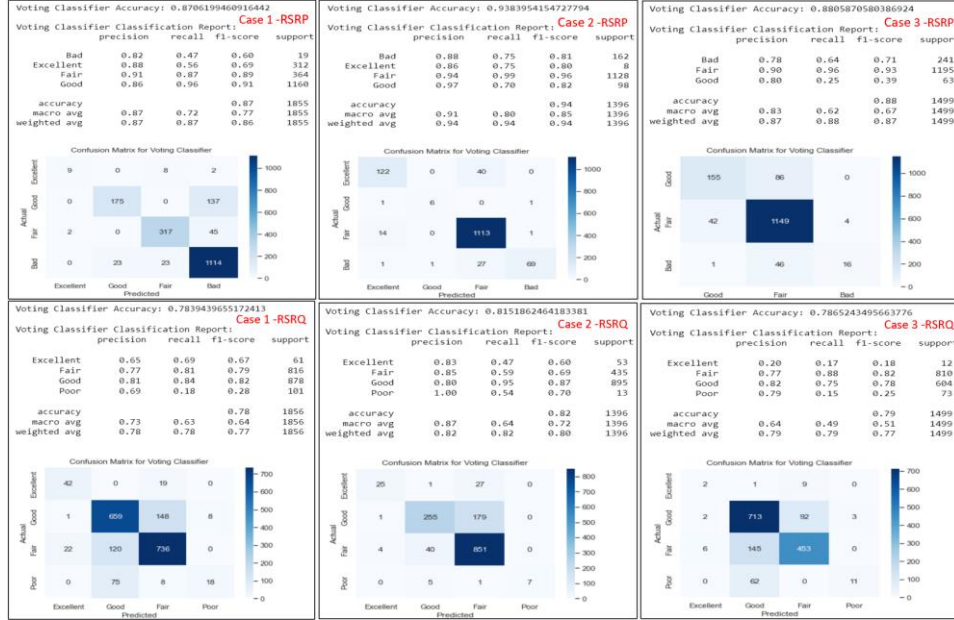 Voting Classifier Accuracy: 0.8706199460916442
Case 1 -RSRP
Voting Classifier Classification Report:
precision recall f1-score support
Bad 0.82 0.47 0.60 19
Excellent 0.88 0.56 0.69 312
Fair 0.91 0.87 0.89 364
Good 0.86 0.96 0.91 1160
accuracy 0.87 1855
macro avg 0.87 0.72 0.77 1855
weighted avg 0.87 0.87 0.86 1855
Confusion Matrix for Voting Classifier
Actual
Excellent 9 0 8 2
Good 0 175 0 137
Fair 2 0 317 45
Bad 0 23 23 1114
Excellent Good Fair Bad
Predicted
1000
800
600
400
200
0
Voting Classifier Accuracy: 0.9383954154727794
Case 2 -RSRP
Voting Classifier Classification Report:
precision recall f1-score support
Bad 0.88 0.75 0.81 162
Excellent 0.86 0.75 0.80 8
Fair 0.94 0.99 0.96 1128
Good 0.97 0.70 0.82 98
accuracy 0.94 1396
macro avg 0.91 0.80 0.85 1396
weighted avg 0.94 0.94 0.94 1396
Confusion Matrix for Voting Classifier
Actual
Excellent 122 0 40 0
Good 1 6 0 1
Fair 14 0 1113 1
Bad 1 1 27 69
Excellent Good Fair Bad
Predicted
1000
800
600
400
200
0
Voting Classifier Accuracy: 0.8805870580386924
Case 3 -RSRP
Voting Classifier Classification Report:
precision recall f1-score support
Bad 0.78 0.64 0.71 241
Fair 0.90 0.96 0.93 1195
Good 0.80 0.25 0.39 63
accuracy 0.88 1499
macro avg 0.83 0.62 0.67 1499
weighted avg 0.87 0.88 0.87 1499
Confusion Matrix for Voting Classifier
Actual
Good 155 86 0
Fair 42 1149 4
Bad 1 46 16
Good Fair Bad
Predicted
1000
800
600
400
200
0
Voting Classifier Accuracy: 0.7839439655172413
Case 1 -RSRQ
Voting Classifier Classification Report:
precision recall f1-score support
Excellent 0.65 0.69 0.67 61
Fair 0.77 0.81 0.79 816
Good 0.81 0.84 0.82 878
Poor 0.69 0.18 0.28 101
accuracy 0.78 1856
macro avg 0.73 0.63 0.64 1856
weighted avg 0.78 0.78 0.77 1856
Confusion Matrix for Voting Classifier
Actual
Excellent 42 0 19 0
Good 1 659 148 8
Fair 22 120 736 0
Poor 0 75 8 18
Excellent Good Fair Poor
Predicted
700
600
500
400
300
200
100
0
Voting Classifier Accuracy: 0.8151862464183381
Case 2 -RSRQ
Voting Classifier Classification Report:
precision recall f1-score support
Excellent 0.83 0.47 0.60 53
Fair 0.85 0.59 0.69 435
Good 0.80 0.95 0.87 895
Poor 1.00 0.54 0.70 13
accuracy 0.82 1396
macro avg 0.87 0.64 0.72 1396
weighted avg 0.82 0.82 0.80 1396
Confusion Matrix for Voting Classifier
Actual
Excellent 25 1 27 0
Good 1 255 179 0
Fair 4 40 851 0
Poor 0 5 1 7
Excellent Good Fair Poor
Predicted
800
700
600
500
400
300
200
100
0
Voting Classifier Accuracy: 0.7865243495663776
Case 3 -RSRQ
Voting Classifier Classification Report:
precision recall f1-score support
Excellent 0.20 0.17 0.18 12
Fair 0.77 0.88 0.82 810
Good 0.82 0.75 0.78 604
Poor 0.79 0.15 0.25 73
accuracy 0.79 1499
macro avg 0.64 0.49 0.51 1499
weighted avg 0.79 0.79 0.77 1499
Confusion Matrix for Voting Classifier
Actual
Excellent 2 1 9 0
Good 2 713 92 3
Fair 6 145 453 0
Poor 0 62 0 11
Excellent Good Fair Poor
Predicted
700
600
500
400
300
200
100
0